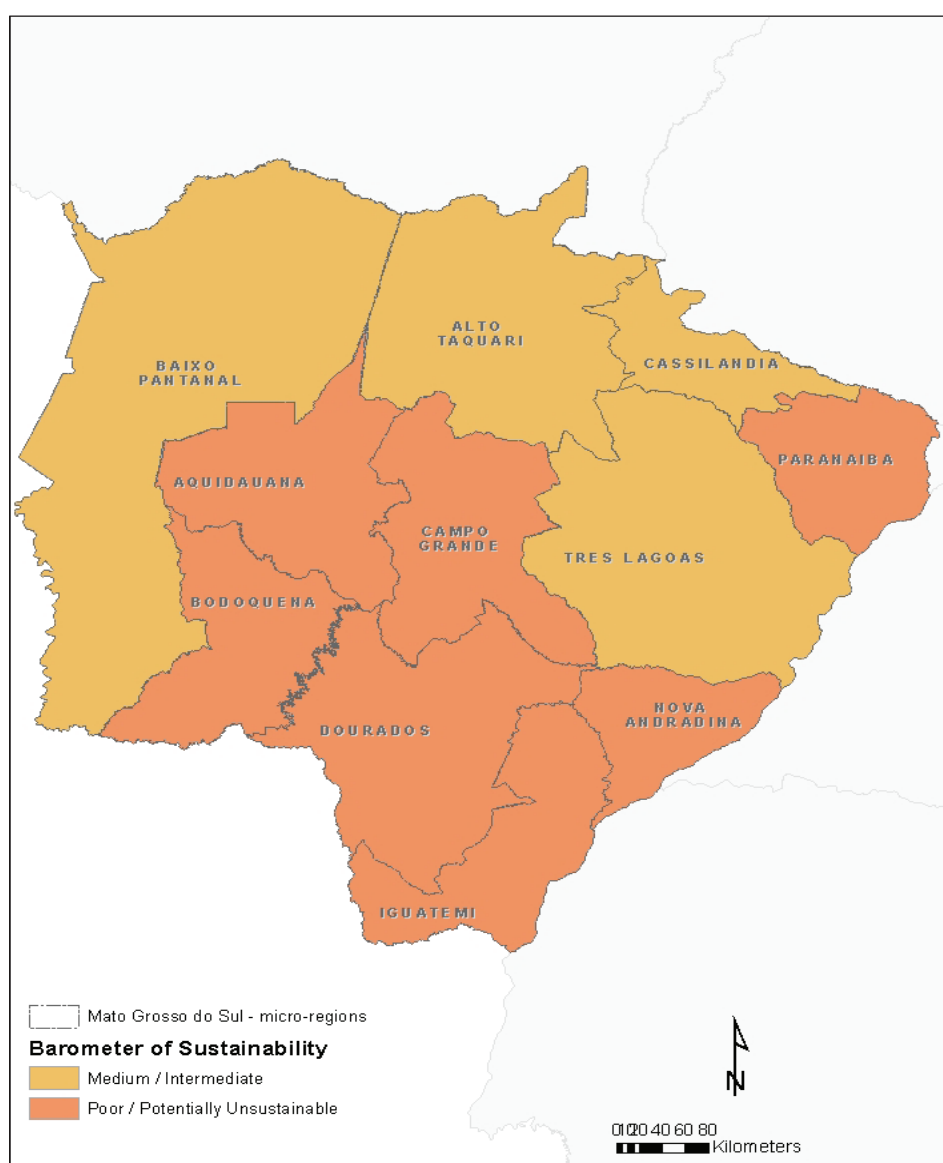 ALTO
TAQUARI
BAIXO
PANTANAL
CASSILANDIA
PARANAIBA
AQUIDAUANA
CAMPO
GRANDE
TRES LAGOAS
BODOQUENA
NOVA
ANDRADINA
DOURADOS
IGUATEMI
Mato Grosso do Sul - micro-regions
Barometer of Sustainability
Medium / Intermediate
Poor / Potentially Unsustainable
N
01020 40 60 80
Kilometers